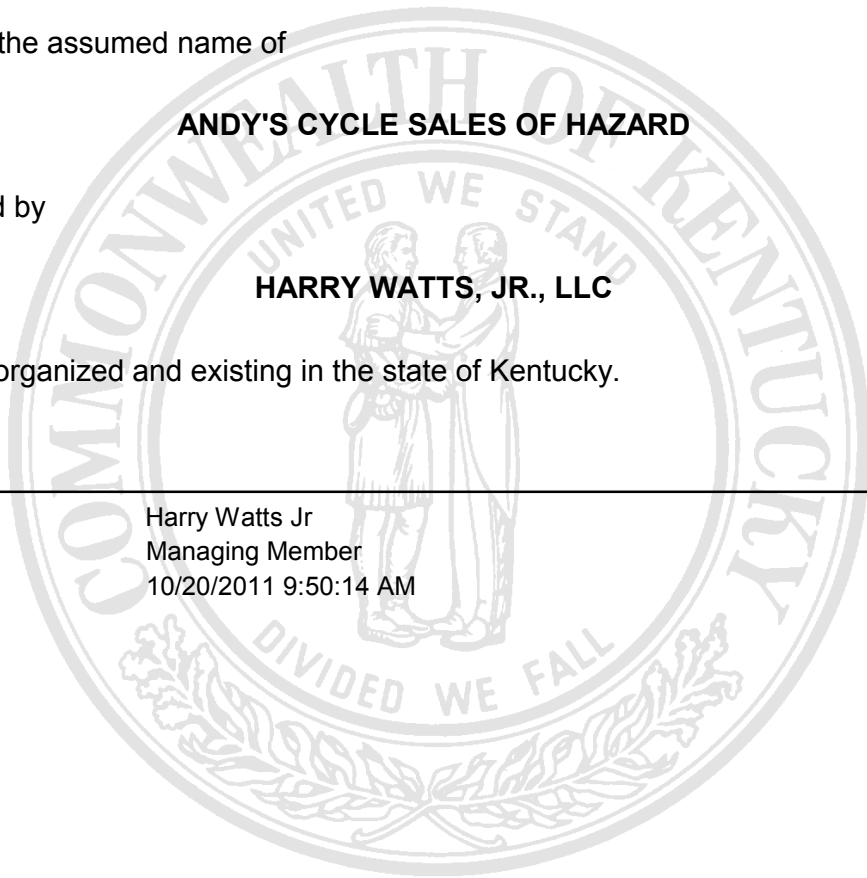 the assumed name of
ANDY'S CYCLE SALES OF HAZARD
d by
HARRY WATTS, JR., LLC
organized and existing in the state of Kentucky.
Harry Watts Jr
Managing Member
10/20/2011 9:50:14 AM
COMMONWEALTH OF KENTUCKY
UNITED WE STAND
DIVIDED WE FALL